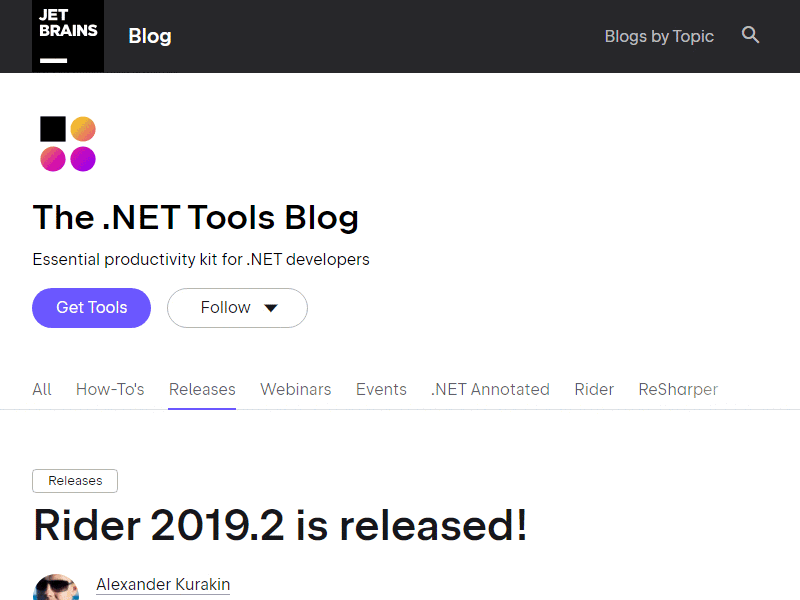 JET
BRAINS
Blog
Blogs by Topic
The .NET Tools Blog
Essential productivity kit for .NET developers
Get Tools
Follow
All How-To's Releases Webinars Events .NET Annotated Rider ReSharper
Releases
Rider 2019.2 is released!
Alexander Kurakin